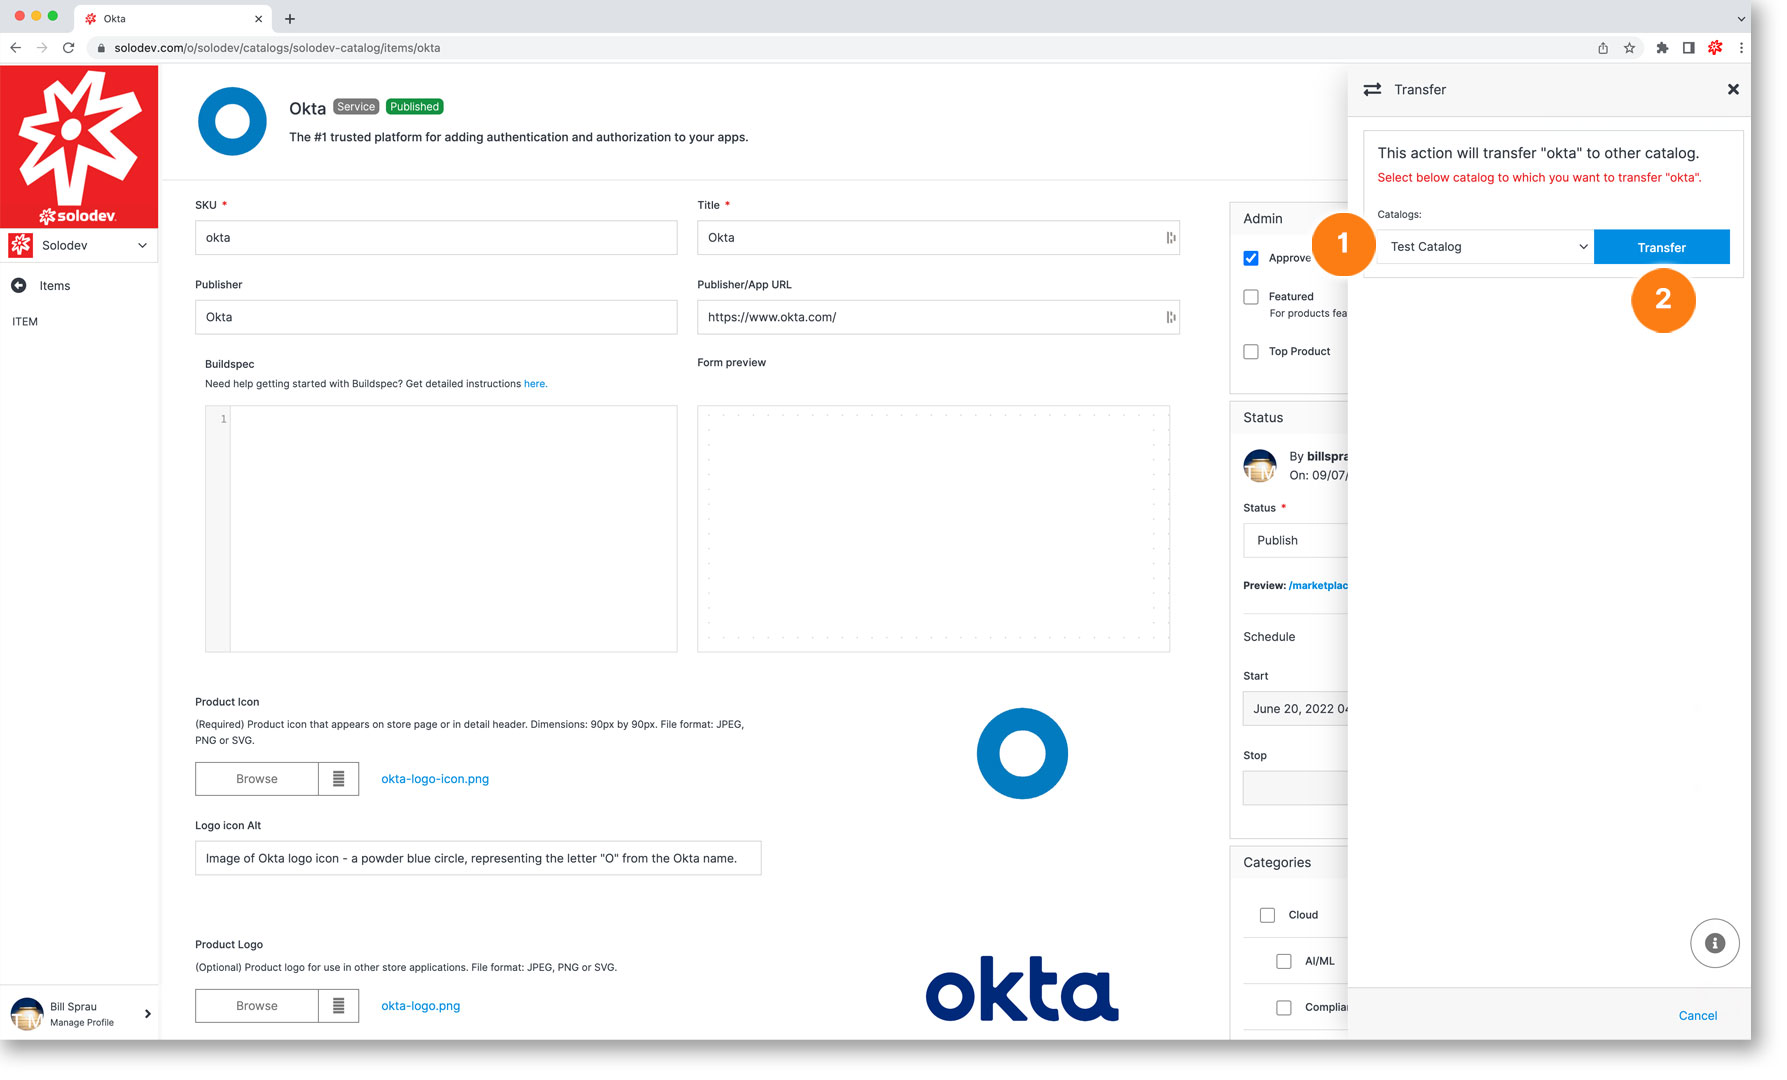 Okta
solodev.com/o/solodev/catalogs/solodev-catalog/items/okta
solodev
Solodev
Items
ITEM
Bill Sprau
Manage Profile
Okta Service Published
The #1 trusted platform for adding authentication and authorization to your apps.
SKU *
okta
Title *
Okta
Publisher
Okta
Publisher/App URL
https://www.okta.com/
Buildspec
Need help getting started with Buildspec? Get detailed instructions here.
1
Form preview
Product Icon
(Required) Product icon that appears on store page or in detail header. Dimensions: 90px by 90px. File format: JPEG,
PNG or SVG.
Browse
okta-logo-icon.png
Logo icon Alt
Image of Okta logo icon - a powder blue circle, representing the letter "O" from the Okta name.
Product Logo
(Optional) Product logo for use in other store applications. File format: JPEG, PNG or SVG.
Browse
okta-logo.png
okta
Admin
Approve
Featured
For products fea
Top Product
Status
By billspra
On: 09/07/
Status *
Publish
Preview: /marketplac
Schedule
Start
June 20, 2022 04
Stop
Categories
Cloud
AI/ML
Complian
Transfer
This action will transfer "okta" to other catalog.
Select below catalog to which you want to transfer "okta".
Catalogs:
1
Test Catalog
Transfer
2
Cancel